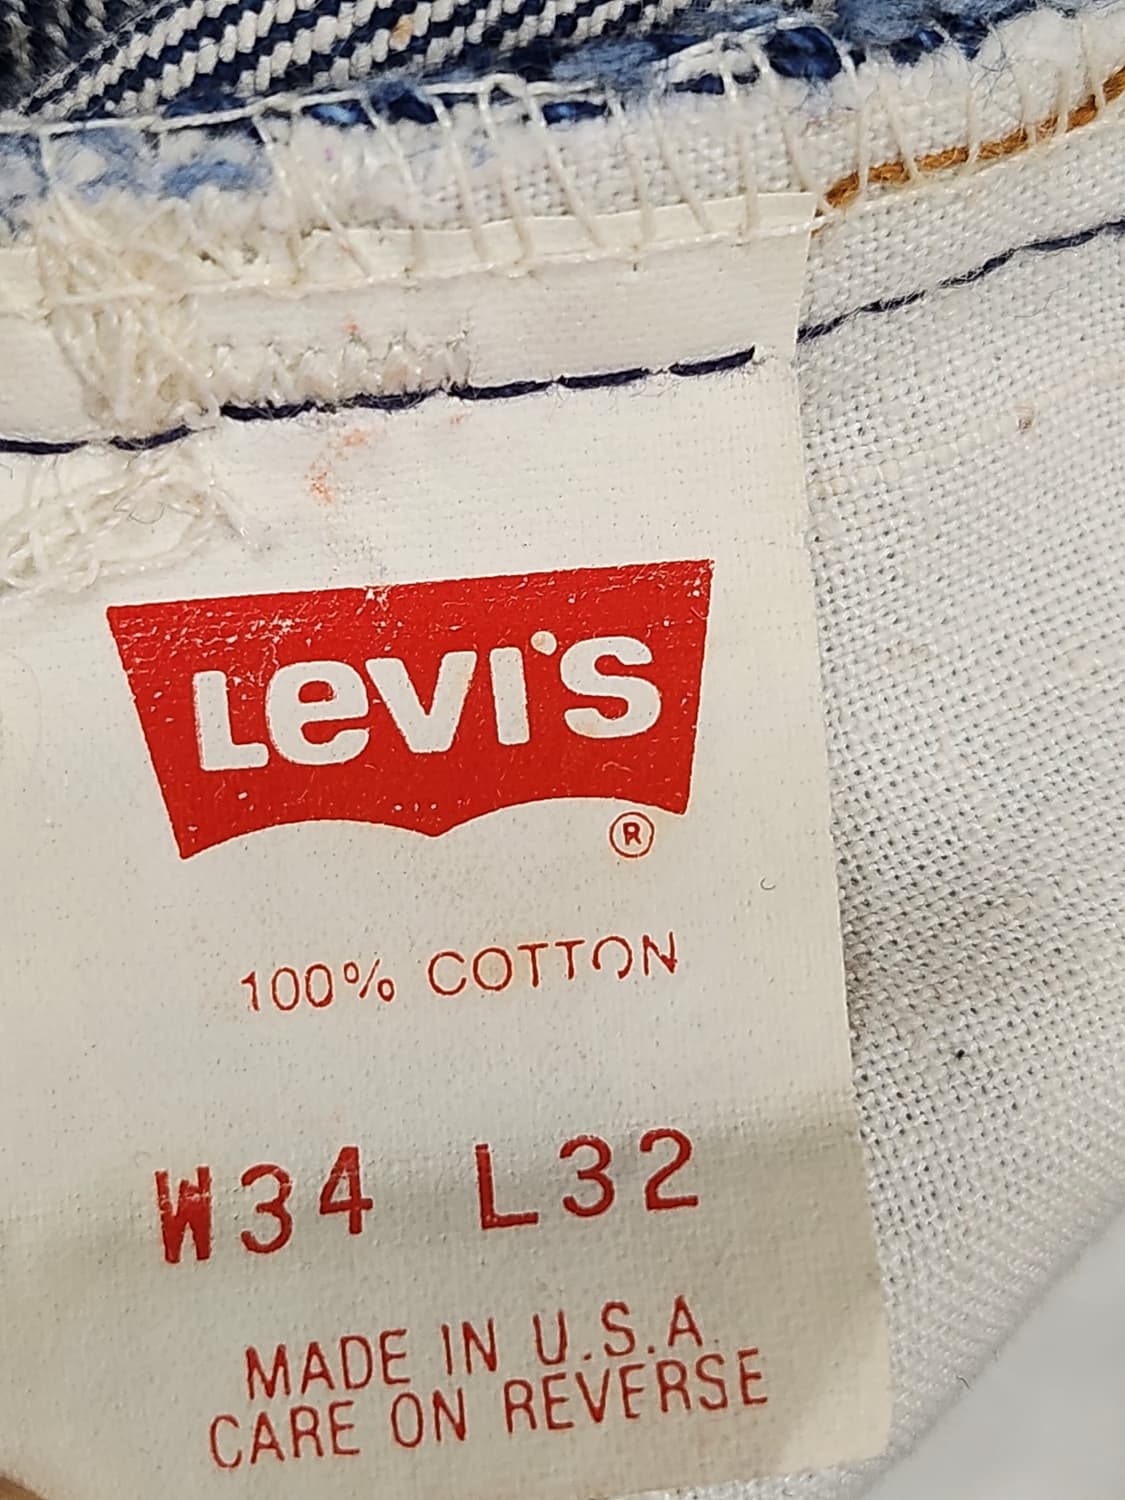 Levi's
®
100% COTTON
W34 L32
MADE IN U.S.A.
CARE ON REVERSE